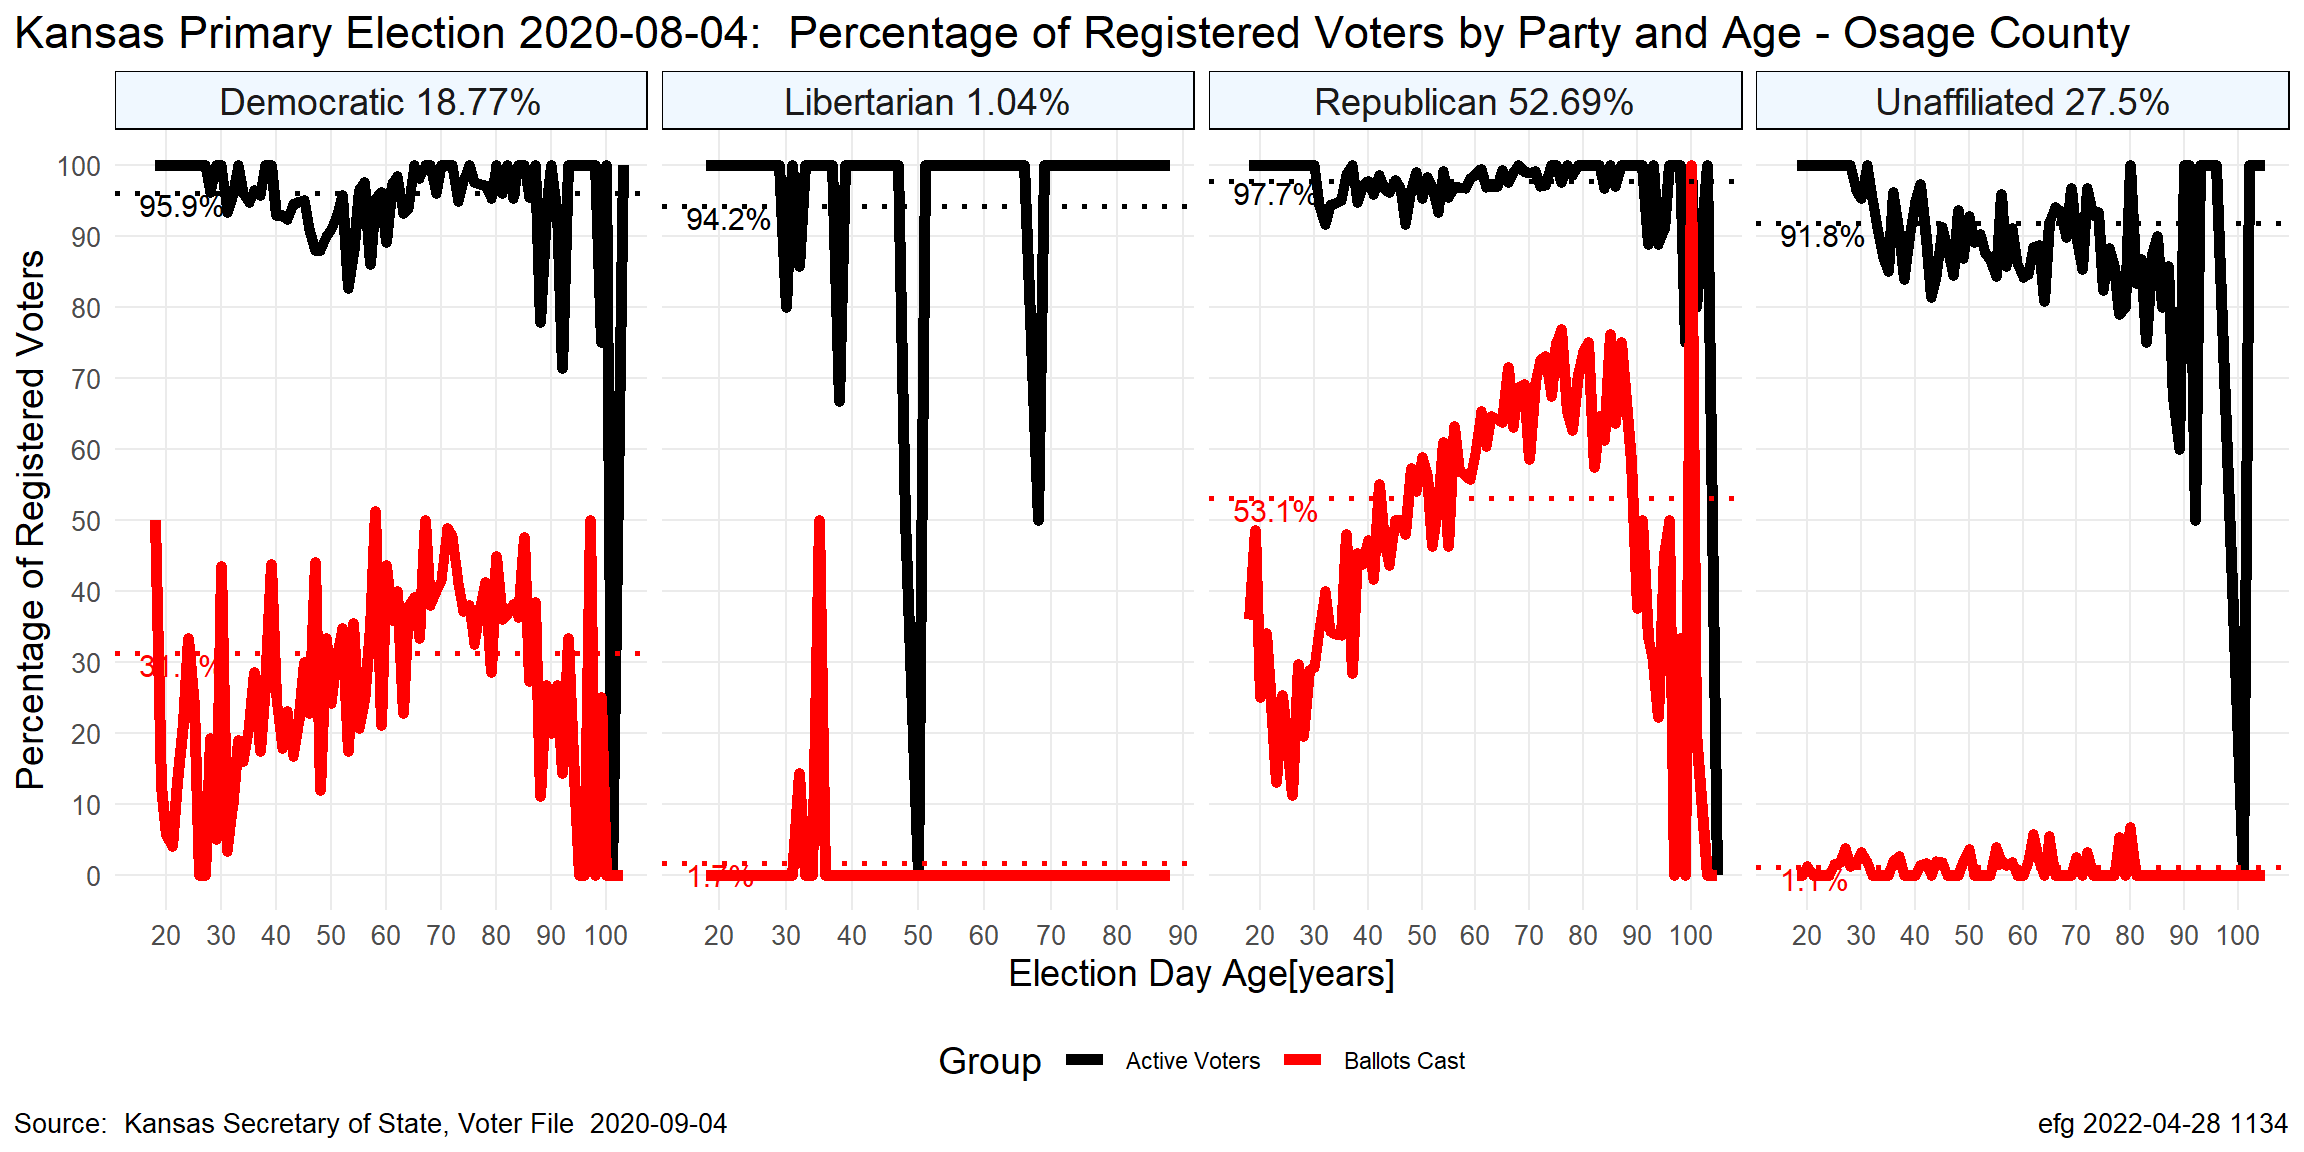 Kansas Primary Election 2020-08-04:  Percentage of Registered Voters by Party and Age - Osage County
Democratic 18.77%
Libertarian 1.04%
Republican 52.69%
Unaffiliated 27.5%
Percentage of Registered Voters
100
90
80
70
60
50
40
30
20
10
0
95.9%
94.2%
1.7%
97.7%
53.1%
91.8%
1.1%
20 30 40 50 60 70 80 90 100
20 30 40 50 60 70 80 90
20 30 40 50 60 70 80 90 100
20 30 40 50 60 70 80 90 100
Election Day Age[years]
Group Active Voters Ballots Cast
Source:  Kansas Secretary of State, Voter File  2020-09-04
efg 2022-04-28 1134